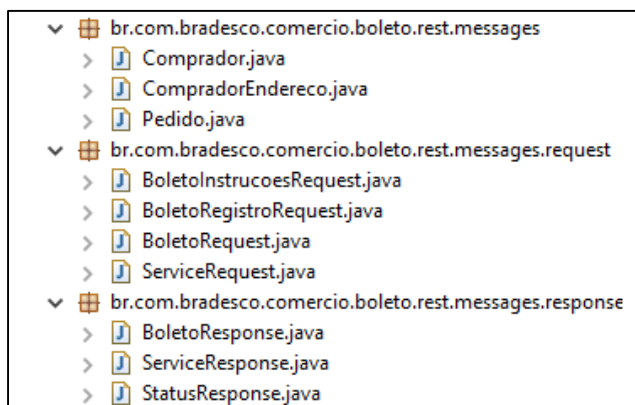 br.com.bradesco.comercio.boleto.rest.messages
Comprador.java
CompradorEndereco.java
Pedido.java
br.com.bradesco.comercio.boleto.rest.messages.request
BoletoInstrucoesRequest.java
BoletoRegistroRequest.java
BoletoRequest.java
ServiceRequest.java
br.com.bradesco.comercio.boleto.rest.messages.response
BoletoResponse.java
ServiceResponse.java
StatusResponse.java